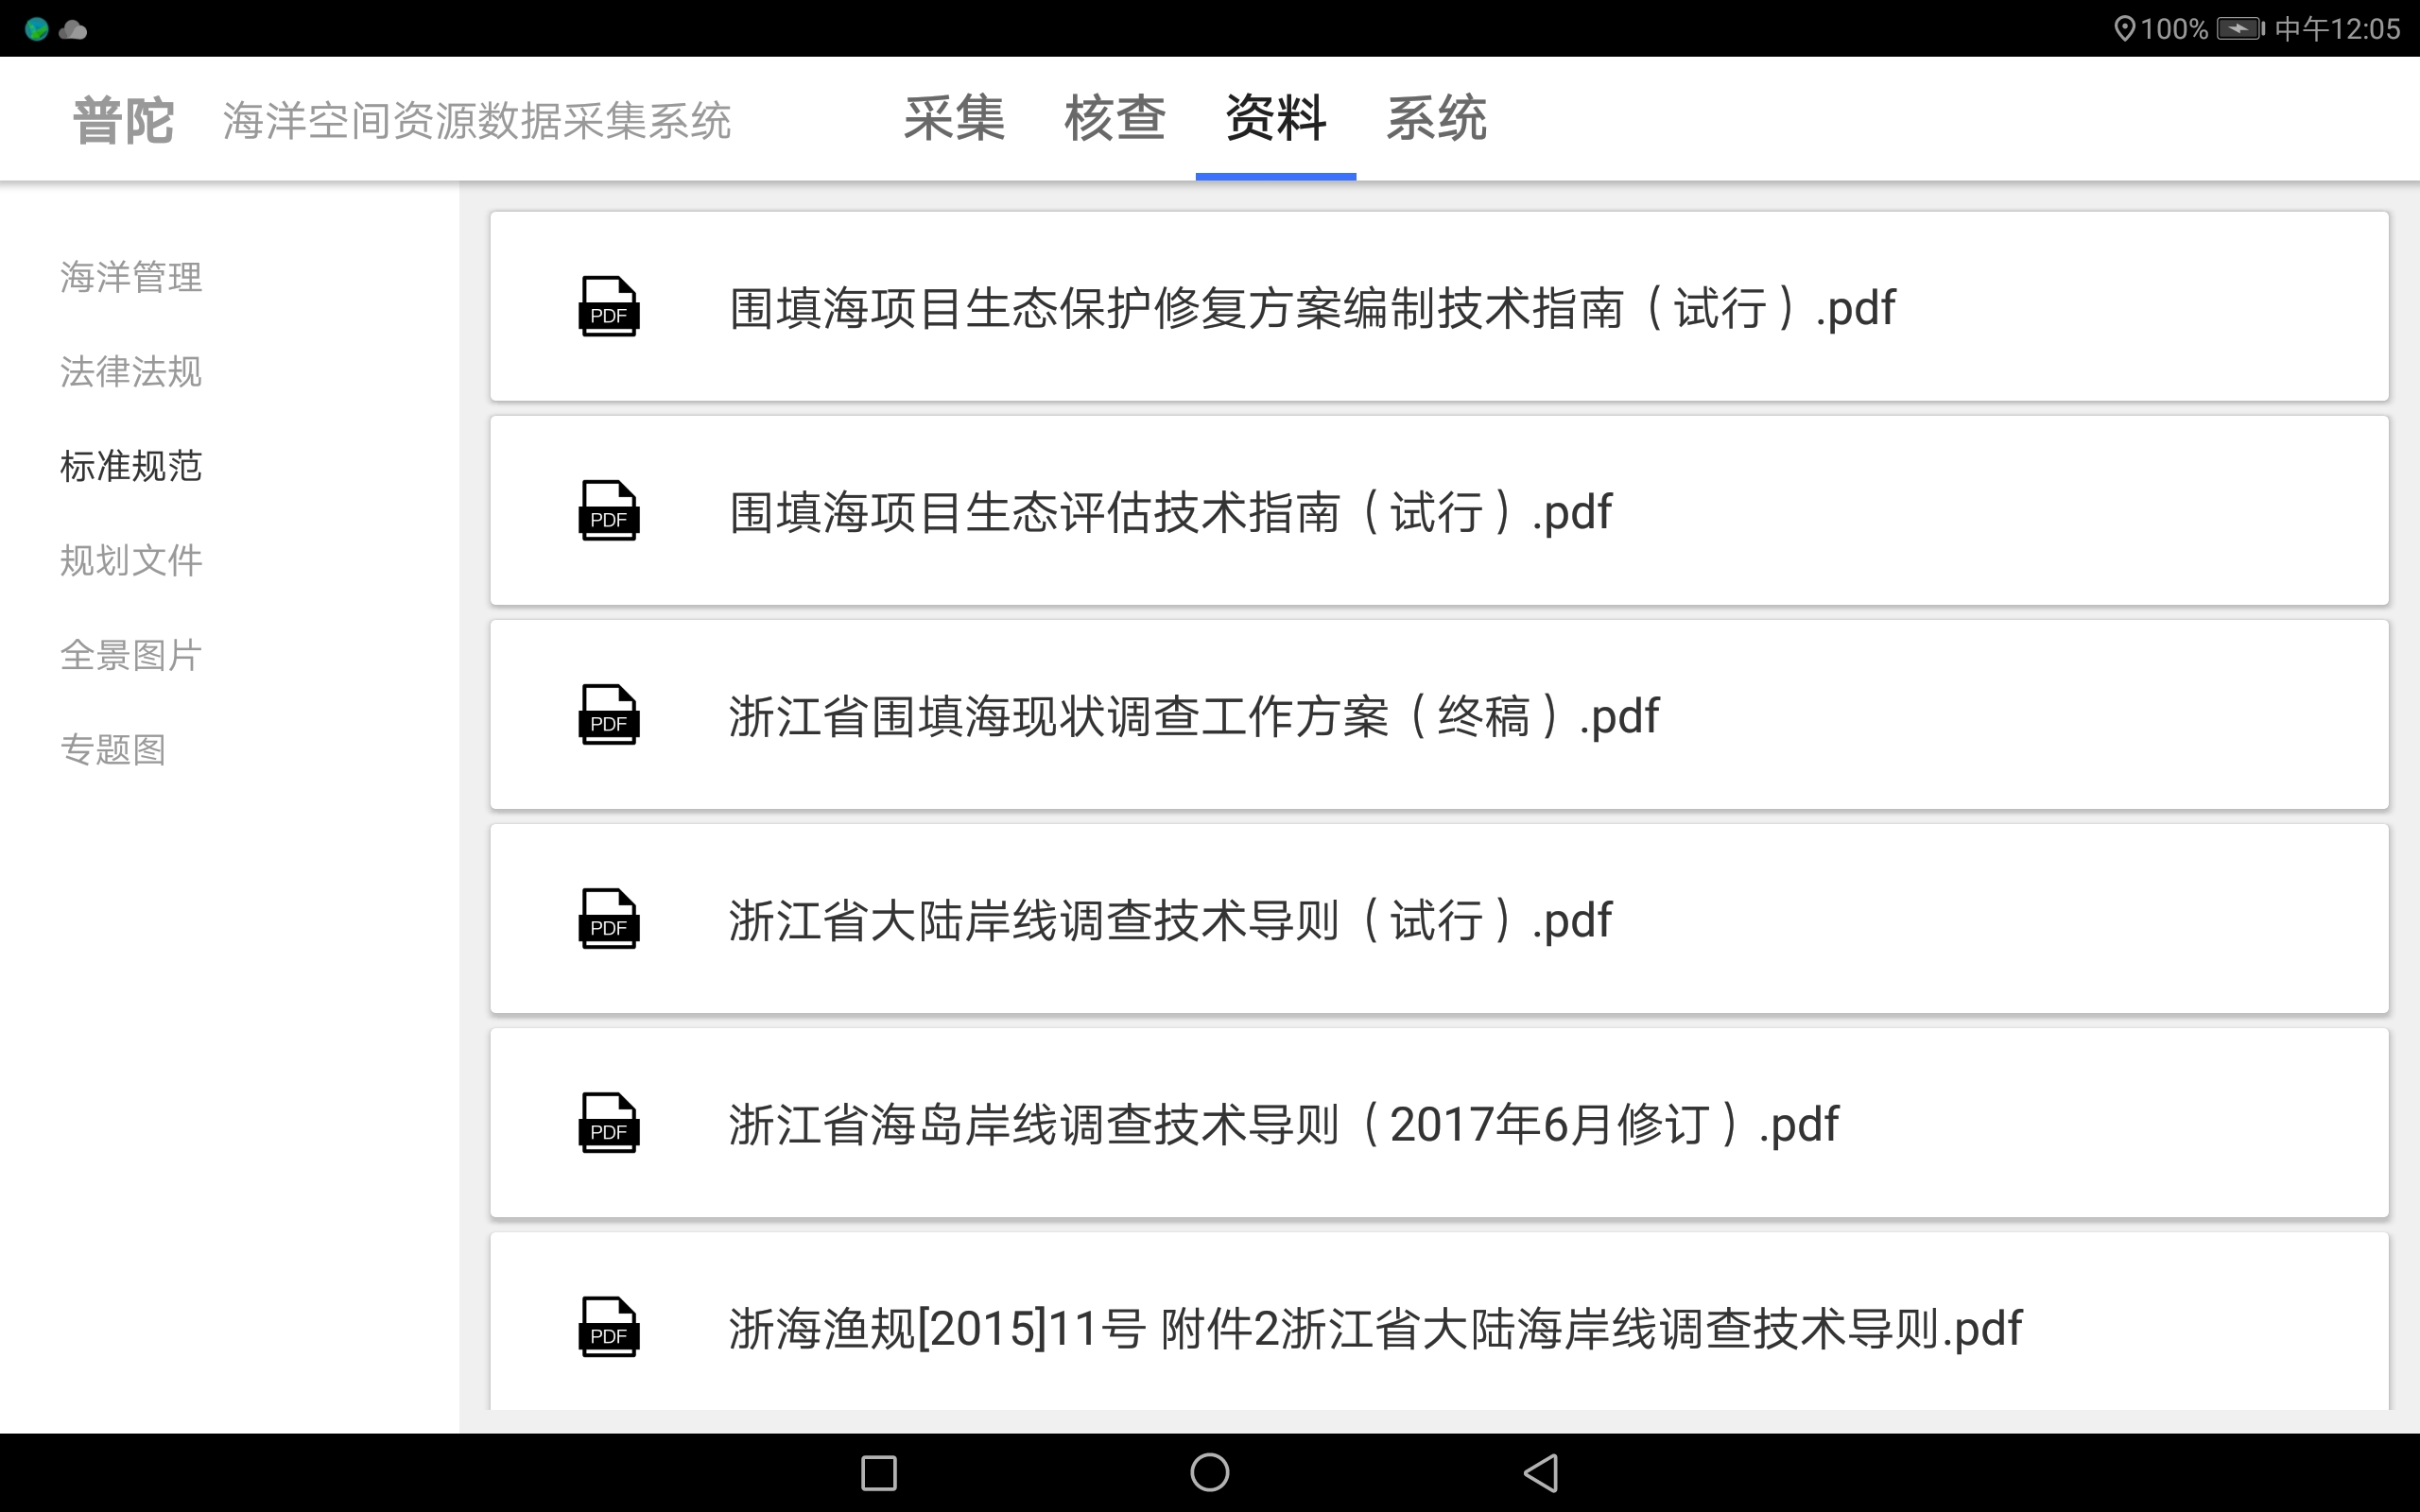 100% 中午12:05
普陀 海洋空间资源数据采集系统 采集 核查 资料 系统
海洋管理
法律法规
标准规范
规划文件
全景图片
专题图
PDF 围填海项目生态保护修复方案编制技术指南（试行）.pdf
PDF 围填海项目生态评估技术指南（试行）.pdf
PDF 浙江省围填海现状调查工作方案（终稿）.pdf
PDF 浙江省大陆岸线调查技术导则（试行）.pdf
PDF 浙江省海岛岸线调查技术导则（2017年6月修订）.pdf
PDF 浙海渔规[2015]11号 附件2浙江省大陆海岸线调查技术导则.pdf